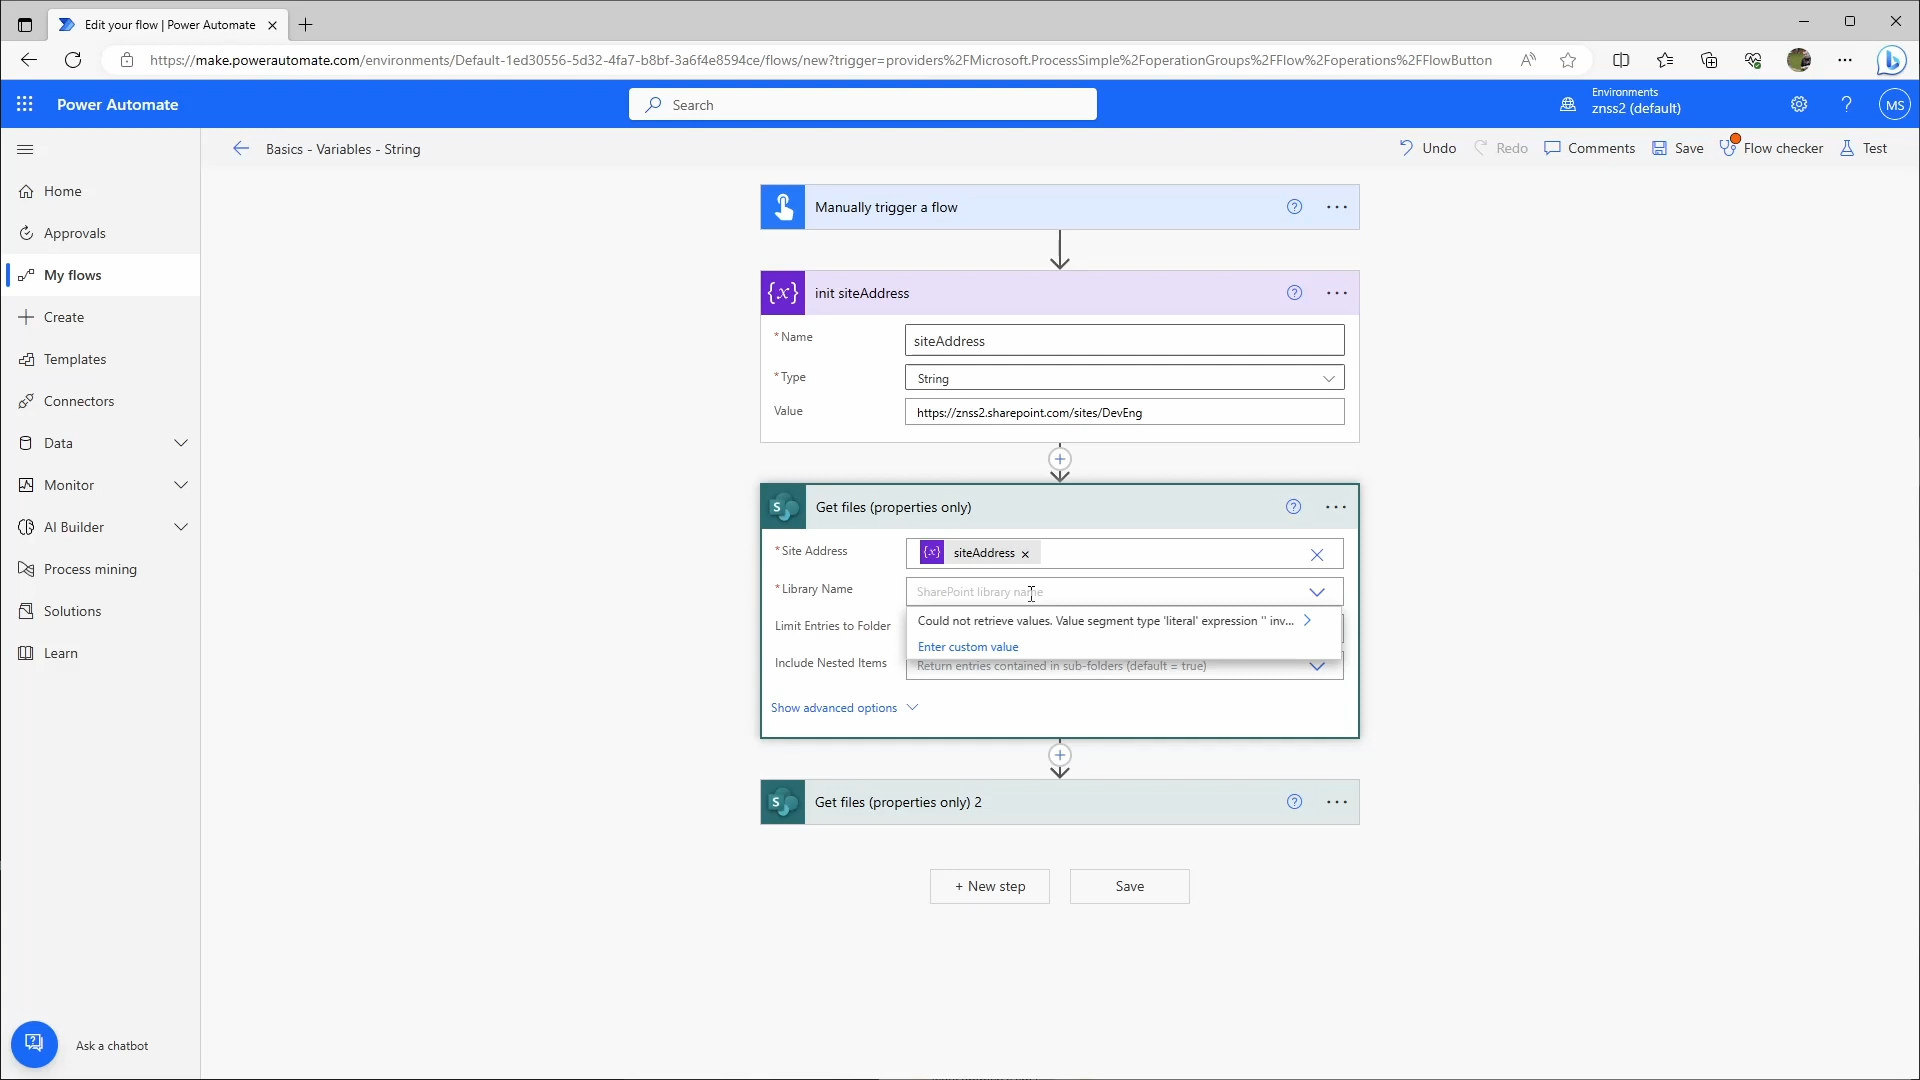 Edit your flow | Power Automate
https://make.powerautomate.com/environments/Default-1ed30556-5d32-4fa7-b8bf-3a6f4e8594ce/flows/new?trigger=providers%2FMicrosoft.ProcessSimple%2FoperationGroups%2FFlow%2Foperations%2FFlowButton
Power Automate
Search
Environments
znss2 (default)
?
MS
Basics - Variables - String
Undo
Redo
Comments
Save
Flow checker
Test
Home
Approvals
My flows
Create
Templates
Connectors
Data
Monitor
AI Builder
Process mining
Solutions
Learn
Ask a chatbot
Manually trigger a flow
?
{x}
init siteAddress
?
* Name
siteAddress
* Type
String
Value
https://znss2.sharepoint.com/sites/DevEng
S
Get files (properties only)
?
* Site Address
{x} siteAddress
* Library Name
SharePoint library name
Could not retrieve values. Value segment type 'literal' expression '' inv...
Enter custom value
Limit Entries to Folder
Include Nested Items
Return entries contained in sub-folders (default = true)
Show advanced options
S
Get files (properties only) 2
?
+ New step
Save